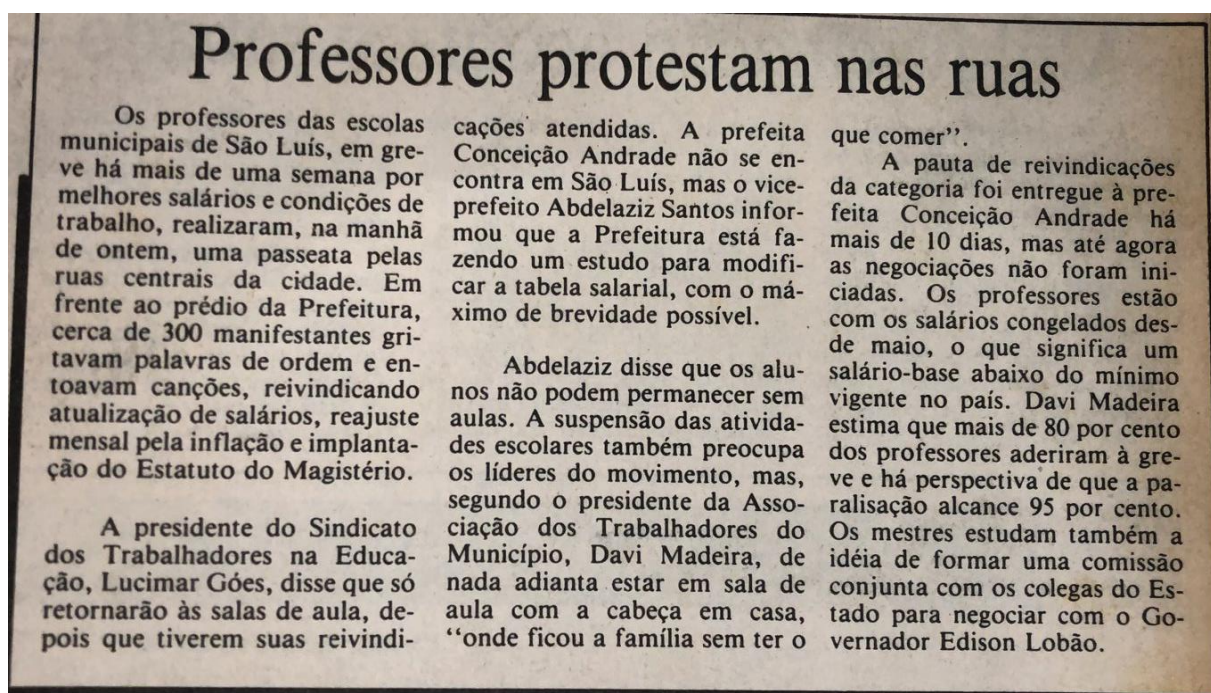 Professores protestam nas ruas
Os professores das escolas
municipais de São Luís, em gre-
ve há mais de uma semana por
melhores salários e condições de
trabalho, realizaram, na manhã
de ontem, uma passeata pelas
ruas centrais da cidade. Em
frente ao prédio da Prefeitura,
cerca de 300 manifestantes gri-
tavam palavras de ordem e en-
toavam canções, reivindicando
atualização de salários, reajuste
mensal pela inflação e implanta-
ção do Estatuto do Magistério.
A presidente do Sindicato
dos Trabalhadores na Educa-
ção, Lucimar Góes, disse que só
retornarão às salas de aula, de-
pois que tiverem suas reivindi-
cações atendidas. A prefeita
Conceição Andrade não se en-
contra em São Luís, mas o vice-
prefeito Abdelaziz Santos infor-
mou que a Prefeitura está fa-
zendo um estudo para modifi-
car a tabela salarial, com o má-
ximo de brevidade possível.
Abdelaziz disse que os alu-
nos não podem permanecer sem
aulas. A suspensão das ativida-
des escolares também preocupa
os líderes do movimento, mas,
segundo o presidente da Asso-
ciação dos Trabalhadores do
Município, Davi Madeira, de
nada adianta estar em sala de
aula com a cabeça em casa,
"onde ficou a família sem ter o
que comer".
A pauta de reivindicações
da categoria foi entregue à pre-
feita Conceição Andrade há
mais de 10 dias, mas até agora
as negociações não foram ini-
ciadas. Os professores estão
com os salários congelados des-
de maio, o que significa um
salário-base abaixo do mínimo
vigente no país. Davi Madeira
estima que mais de 80 por cento
dos professores aderiram à gre-
ve e há perspectiva de que a pa-
ralisação alcance 95 por cento.
Os mestres estudam também a
idéia de formar uma comissão
conjunta com os colegas do Es-
tado para negociar com o Go-
vernador Edison Lobão.